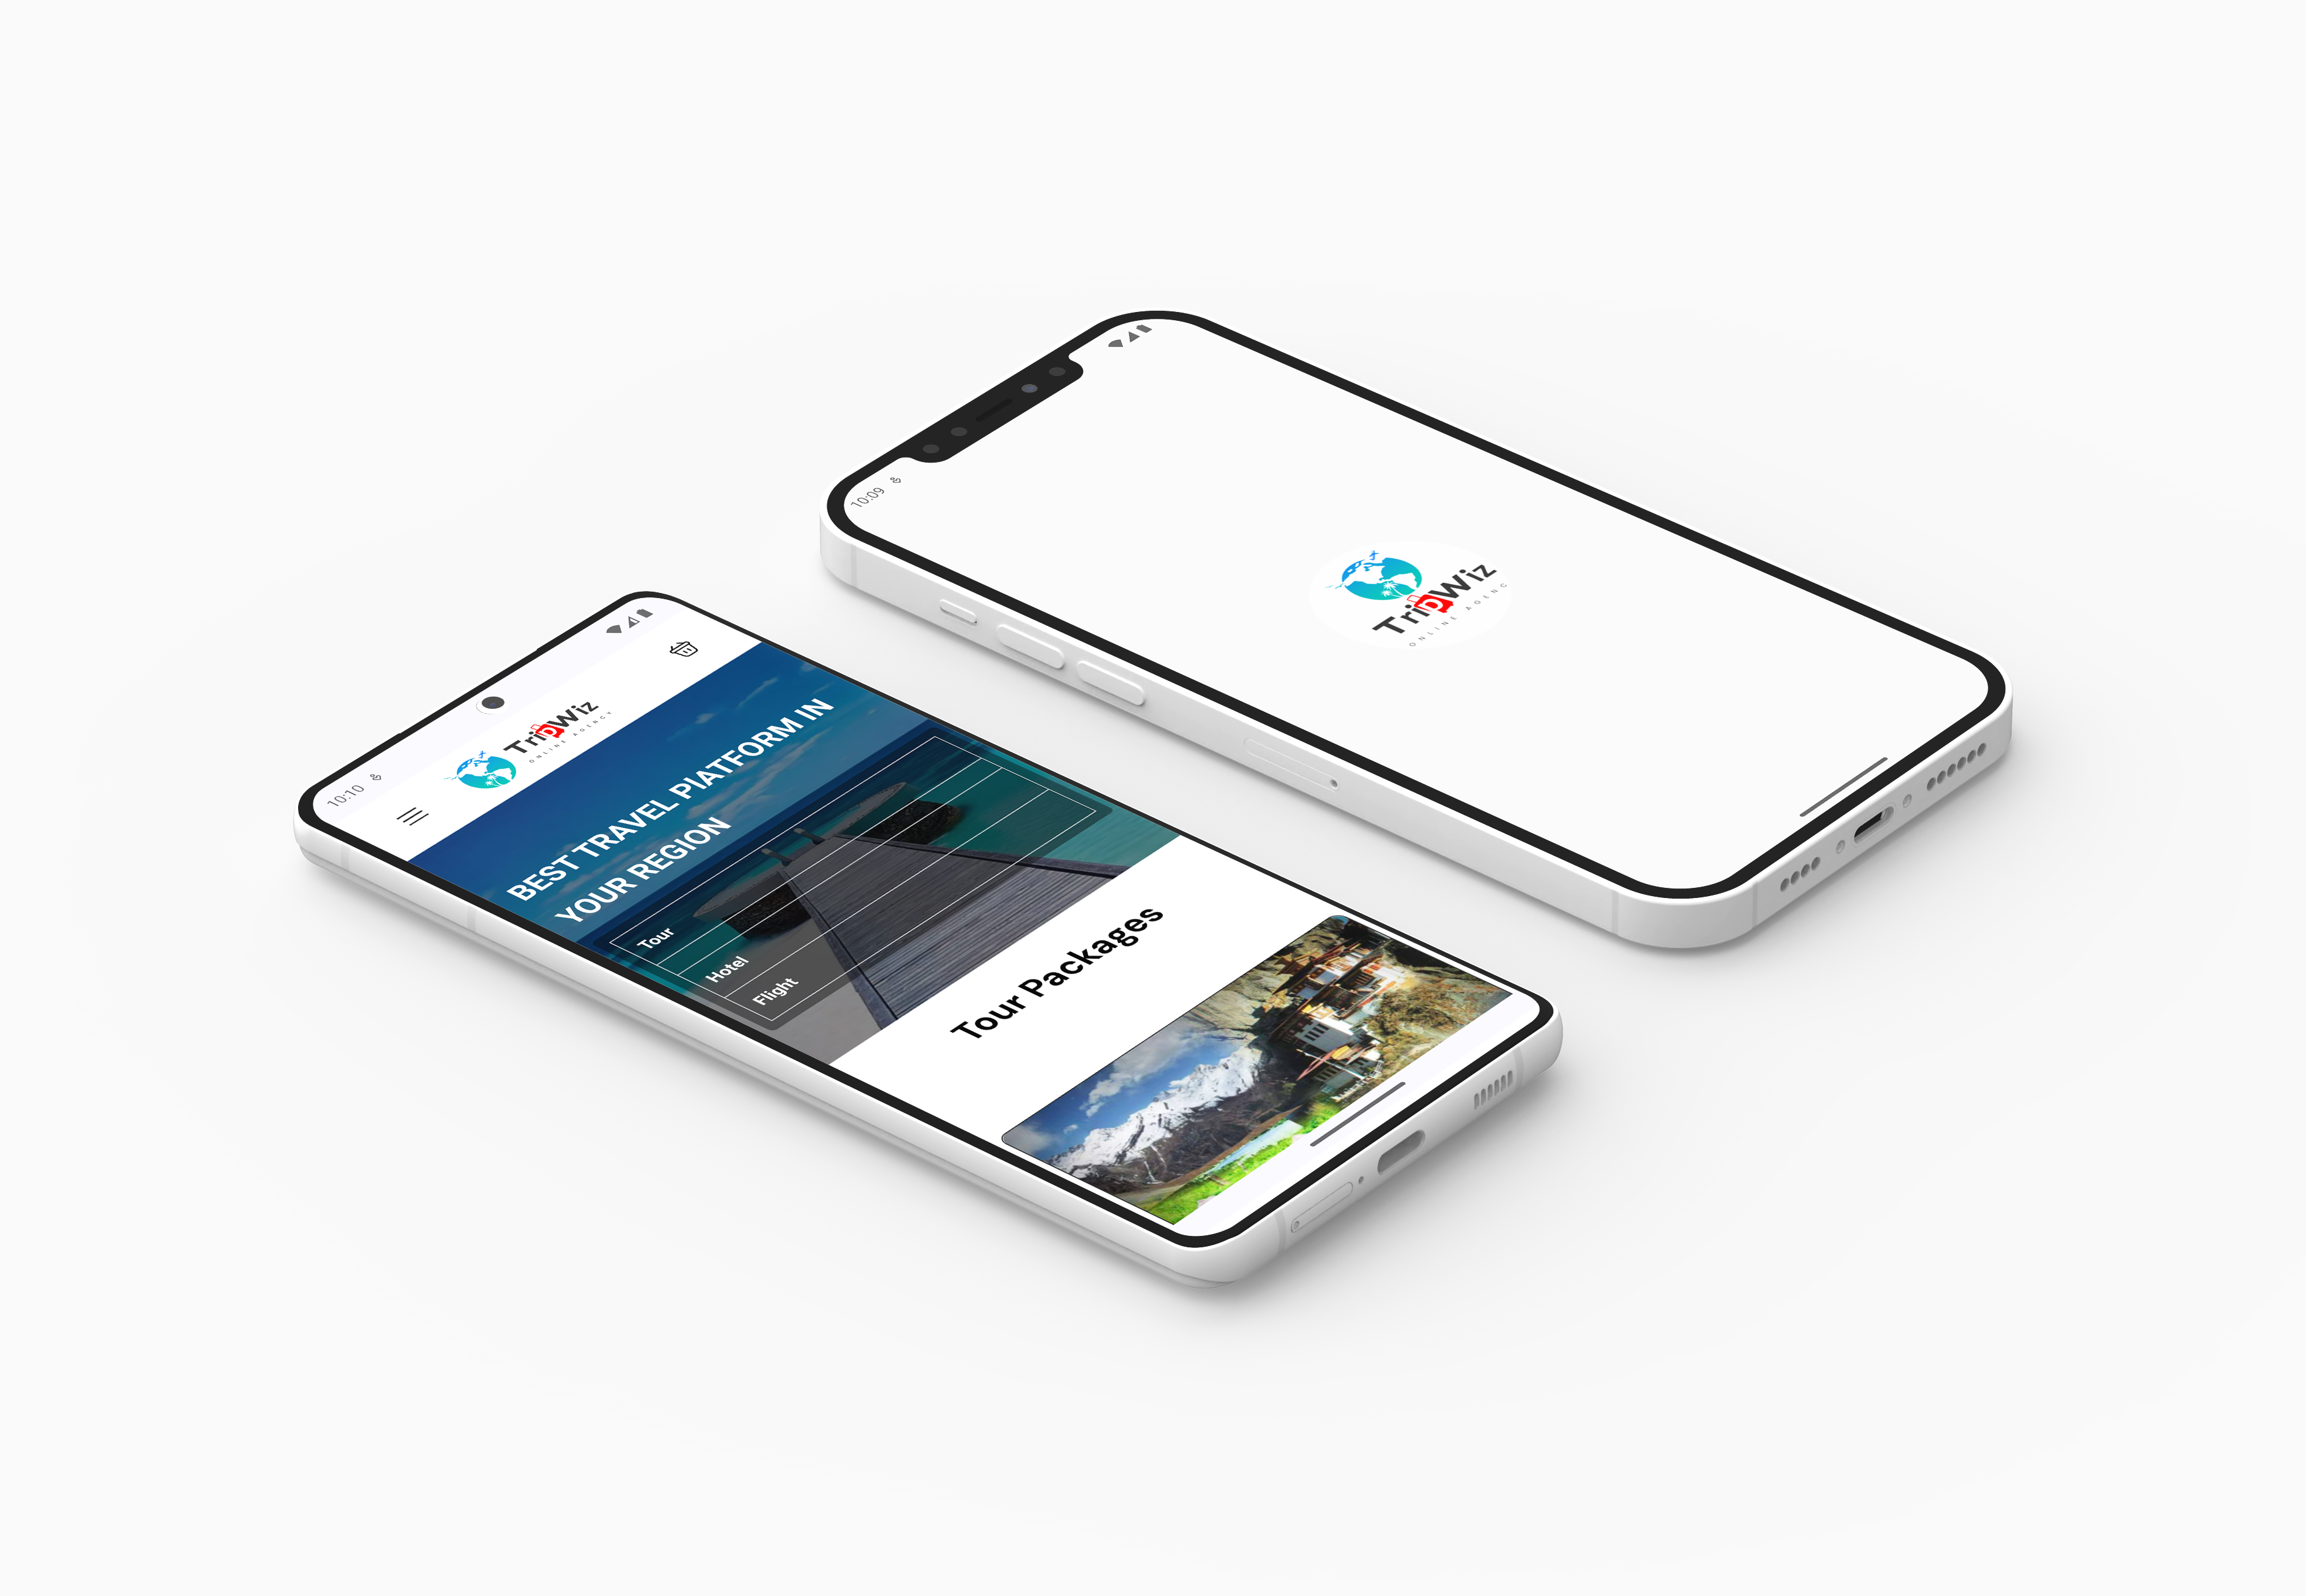 10:10
TripWiz
ONLINE AGENCY
BEST TRAVEL PlATFORM IN
YOUR REGION
Tour
Hotel
Flight
Tour Packages
10:09
TripWiz
ONLINE AGENC